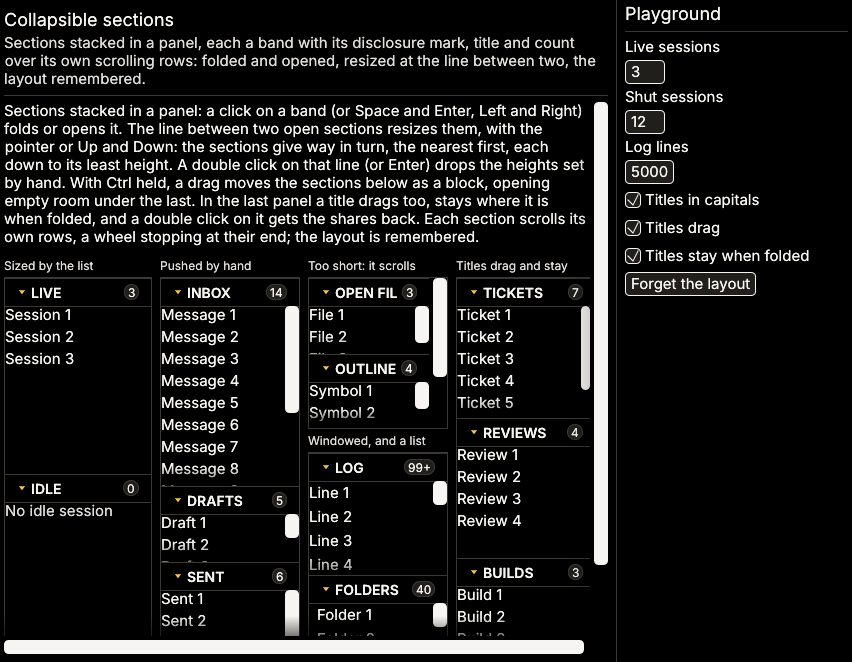 Collapsible sections
Sections stacked in a panel, each a band with its disclosure mark, title and count
over its own scrolling rows: folded and opened, resized at the line between two, the
layout remembered.
Sections stacked in a panel: a click on a band (or Space and Enter, Left and Right)
folds or opens it. The line between two open sections resizes them, with the
pointer or Up and Down: the sections give way in turn, the nearest first, each
down to its least height. A double click on that line (or Enter) drops the heights set
by hand. With Ctrl held, a drag moves the sections below as a block, opening
empty room under the last. In the last panel a title drags too, stays where it is
when folded, and a double click on it gets the shares back. Each section scrolls its
own rows, a wheel stopping at their end; the layout is remembered.
Sized by the list
LIVE 3
Session 1
Session 2
Session 3
IDLE 0
No idle session
Pushed by hand
INBOX 14
Message 1
Message 2
Message 3
Message 4
Message 5
Message 6
Message 7
Message 8
DRAFTS 5
Draft 1
Draft 2
SENT 6
Sent 1
Sent 2
Too short: it scrolls
OPEN FIL 3
File 1
File 2
OUTLINE 4
Symbol 1
Symbol 2
Windowed, and a list
LOG 99+
Line 1
Line 2
Line 3
Line 4
FOLDERS 40
Folder 1
Titles drag and stay
TICKETS 7
Ticket 1
Ticket 2
Ticket 3
Ticket 4
Ticket 5
REVIEWS 4
Review 1
Review 2
Review 3
Review 4
BUILDS 3
Build 1
Build 2
Playground
Live sessions
3
Shut sessions
12
Log lines
5000
Titles in capitals
Titles drag
Titles stay when folded
Forget the layout